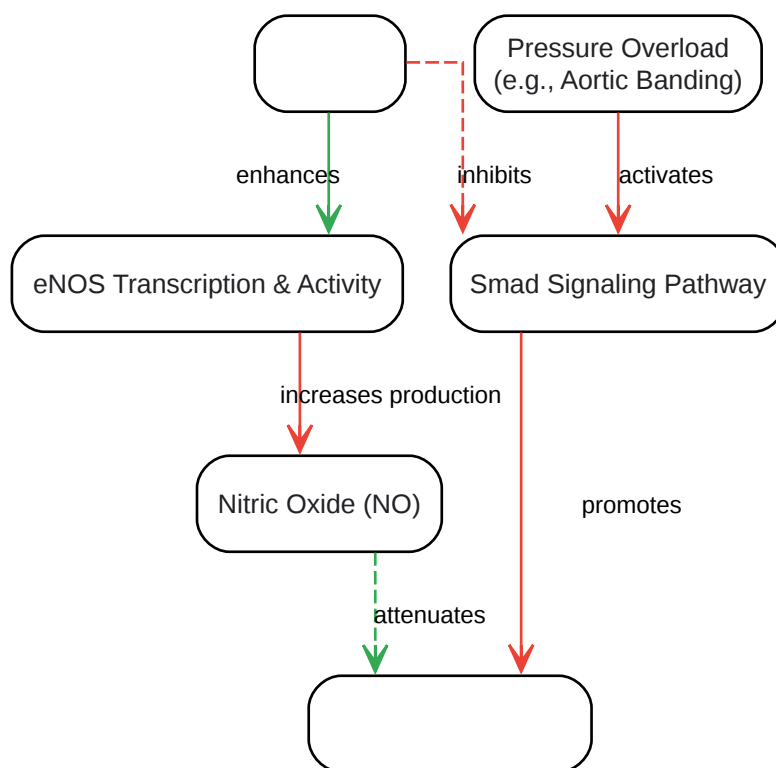 Pressure Overload
(e.g., Aortic Banding)
enhances
inhibits
activates
eNOS Transcription & Activity
Smad Signaling Pathway
increases production
Nitric Oxide (NO)
promotes
attenuates